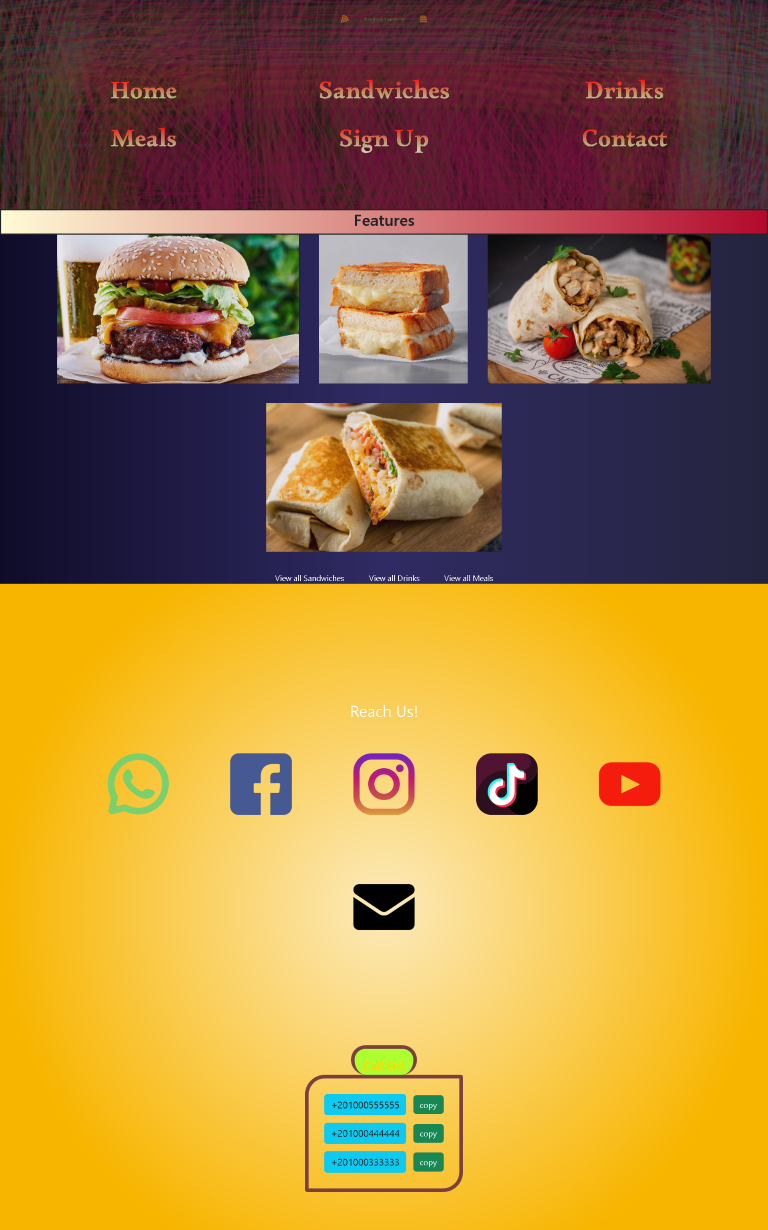 Home Sandwiches Drinks
Meals Sign Up Contact
Features
View all Sandwiches View all Drinks View all Meals
Reach Us!
+201000555555 copy
+201000444444 copy
+201000333333 copy